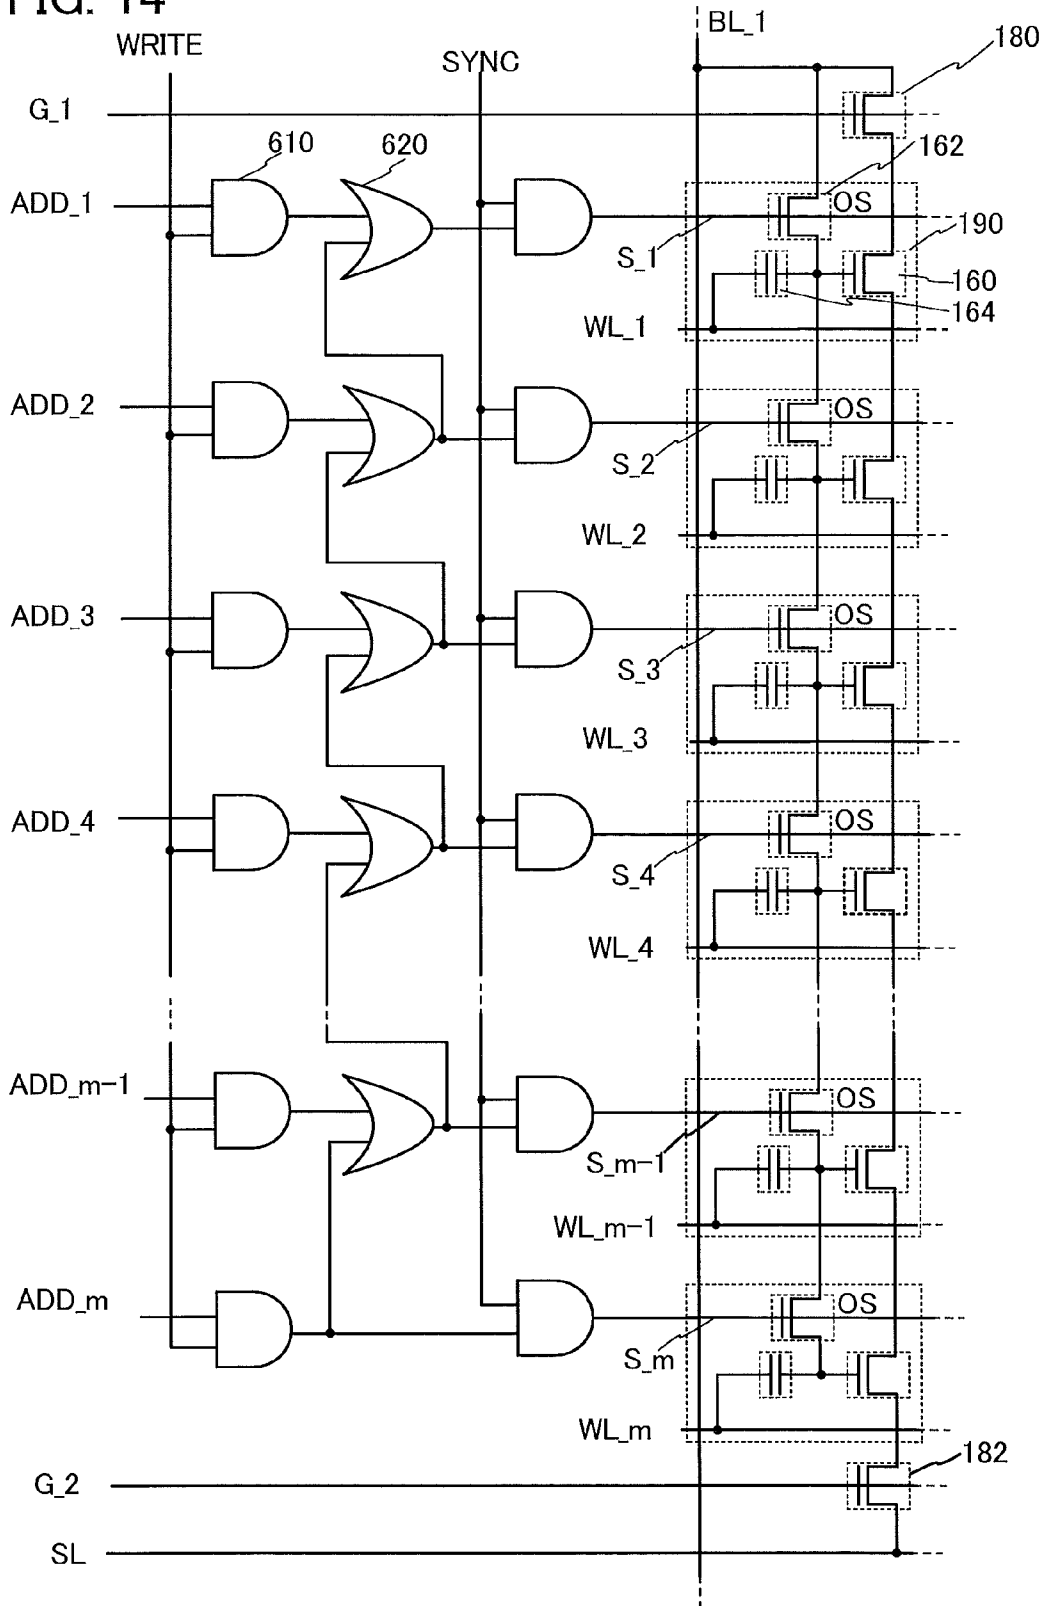 FIG. 14
BL_1
WRITE
SYNC
180
G_1
610
620
162
ADD_1
OS
190
S_1
160
164
WL_1
ADD_2
OS
S_2
WL_2
ADD_3
OS
S_3
WL_3
ADD_4
OS
S_4
WL_4
ADD_m-1
OS
S_m-1
WL_m-1
ADD_m
OS
S_m
WL_m
182
G_2
SL